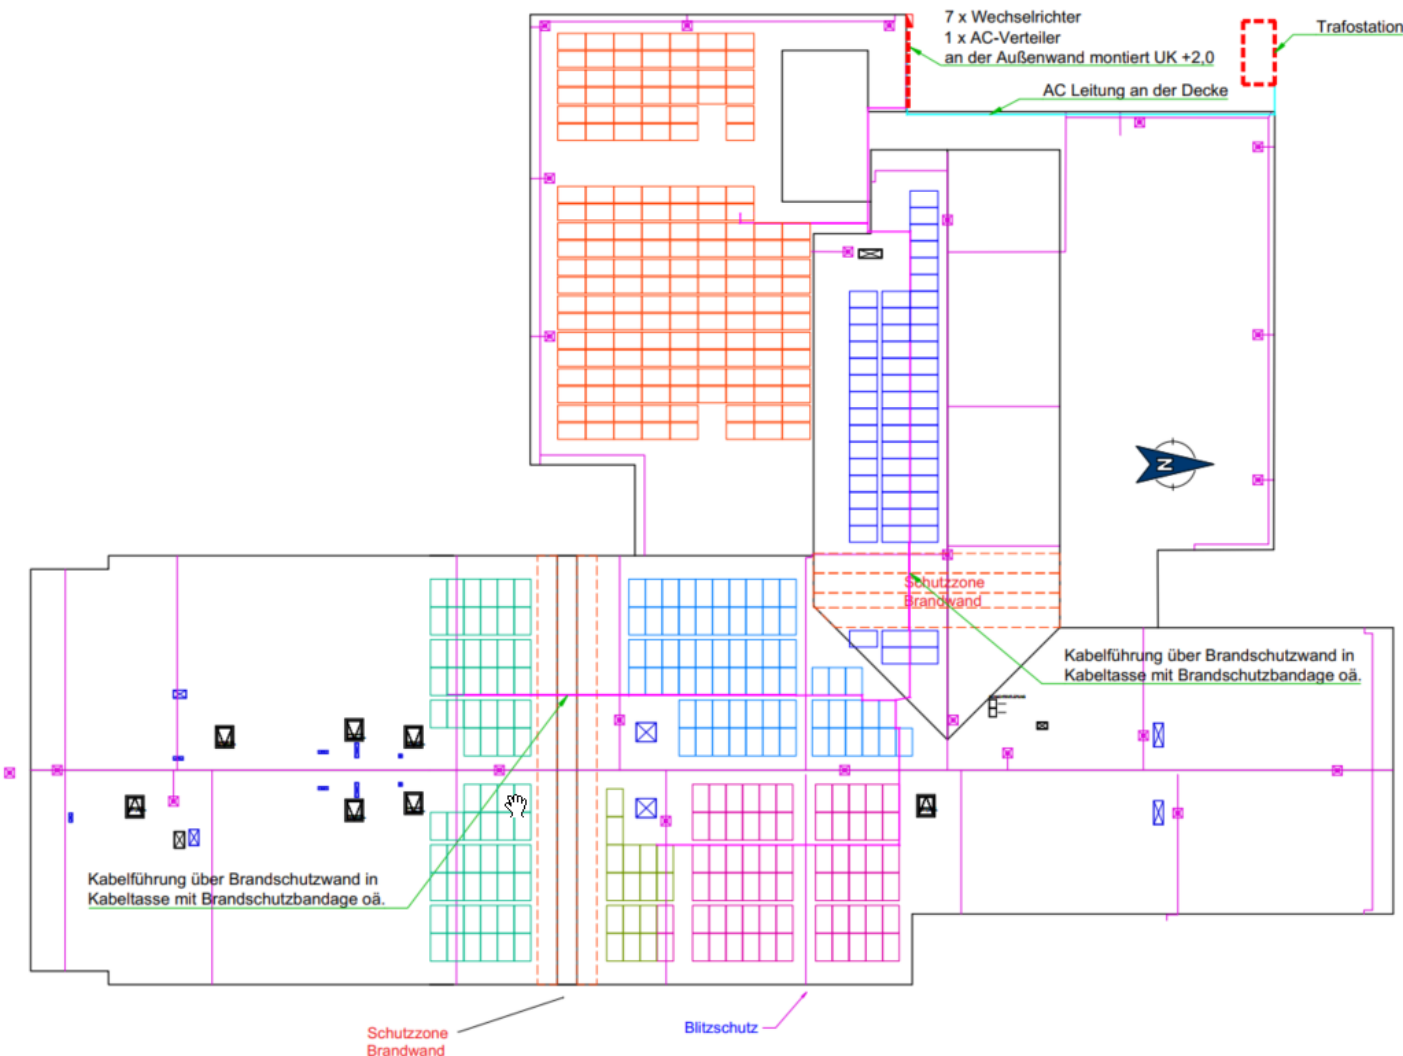 7 x Wechselrichter
1 x AC-Verteiler
an der Außenwand montiert UK +2,0
Trafostation
AC Leitung an der Decke
N
Schutzzone
Brandwand
Kabelführung über Brandschutzwand in
Kabeltasse mit Brandschutzbandage oä.
Kabelführung über Brandschutzwand in
Kabeltasse mit Brandschutzbandage oä.
Schutzzone
Brandwand
Blitzschutz